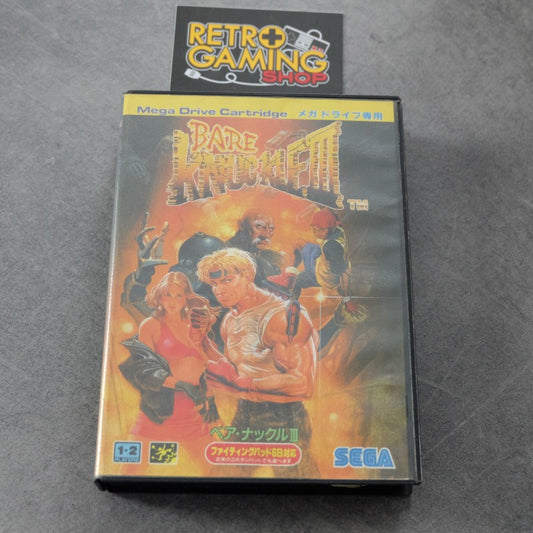 RETRO
GAMING
SHOP
Mega Drive Cartridge メガドライブ専用
BARE
KNUCKLE III
TM
ベア・ナックルIII
1-2
PLAYERS
ファイティングパッド6B対応
SEGA